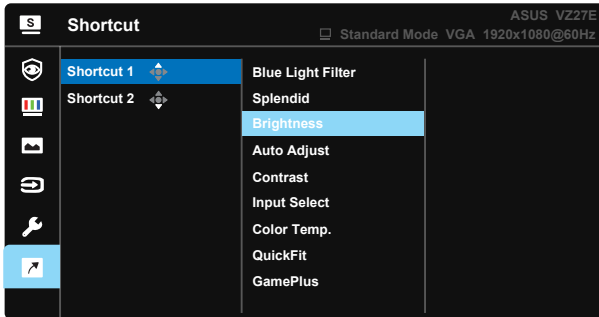 S
Shortcut
ASUS VZ27E
Standard Mode VGA 1920x1080@60Hz
Shortcut 1
Shortcut 2
Blue Light Filter
Splendid
Brightness
Auto Adjust
Contrast
Input Select
Color Temp.
QuickFit
GamePlus